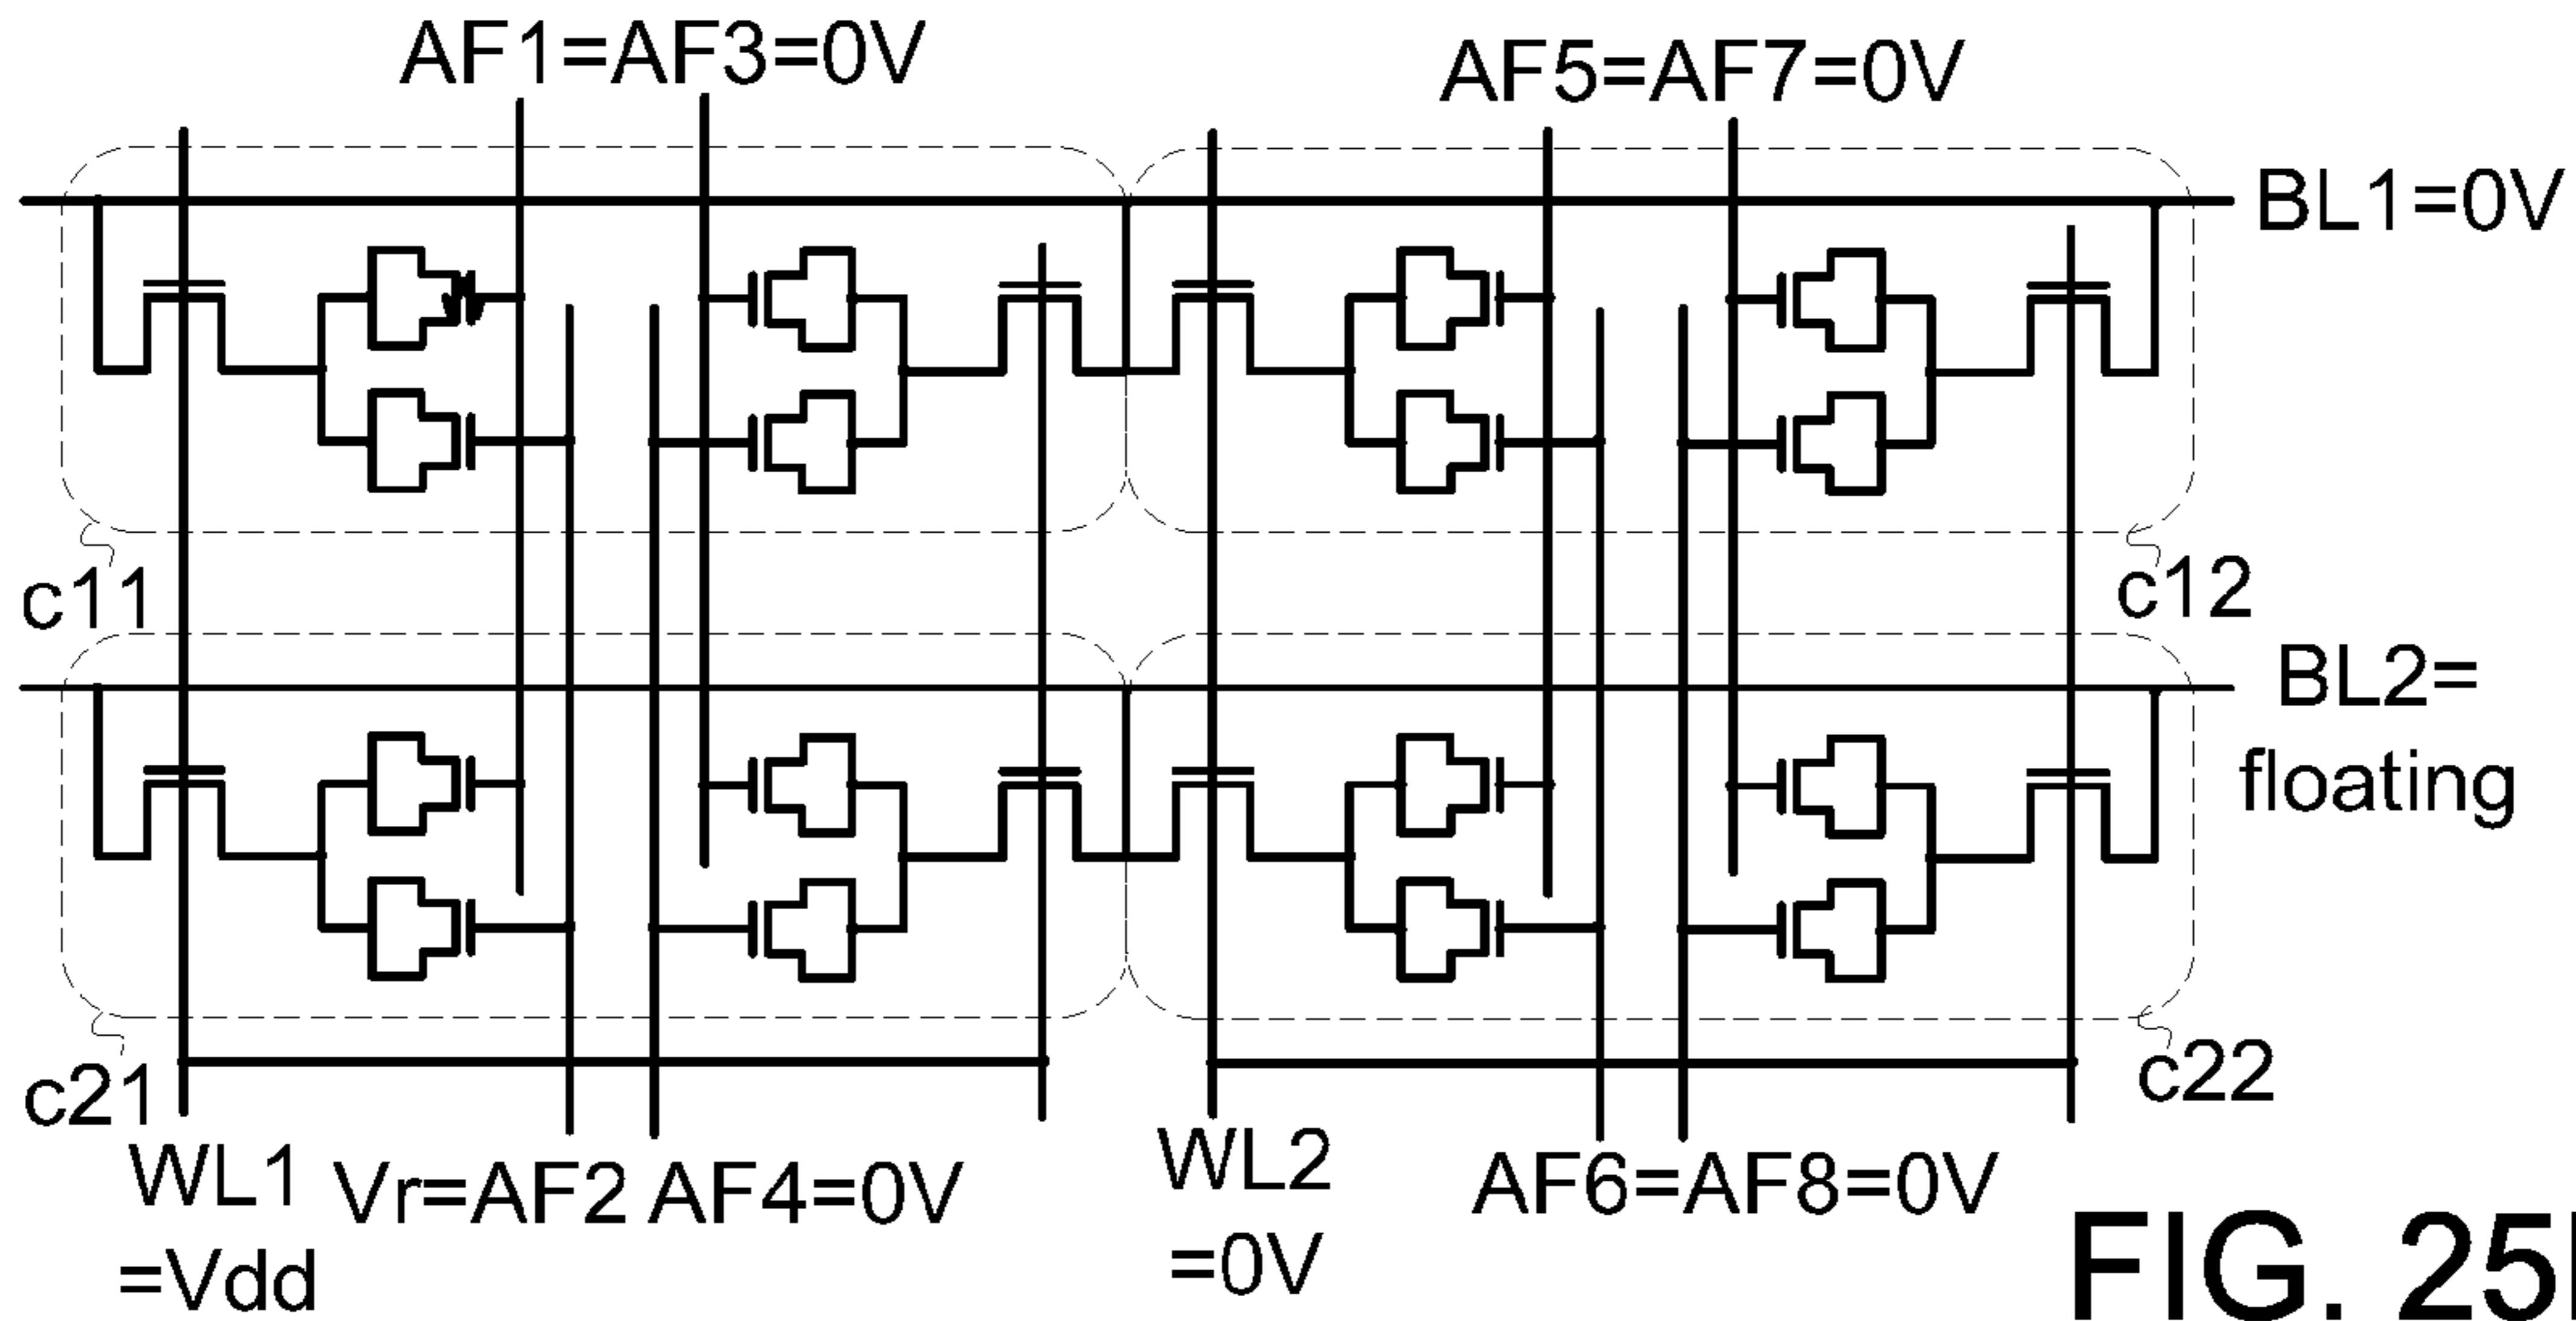 AF1=AF3=0V
AF5=AF7=0V
BL1=0V
c11
c12
BL2=
floating
c21
c22
WL1
=Vdd
Vr=AF2
AF4=0V
WL2
=0V
AF6=AF8=0V
FIG. 25